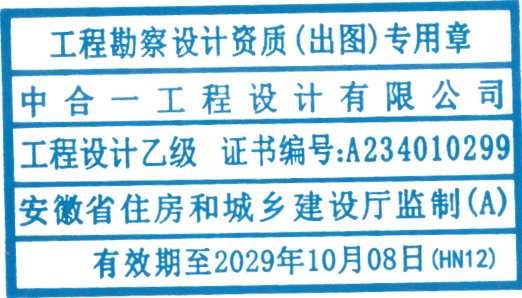 工程勘察设计资质(出图)专用章
中合一工程设计有限公司
工程设计乙级 证书编号:A234010299
安徽省住房和城乡建设厅监制(A)
有效期至2029年10月08日(HN12)